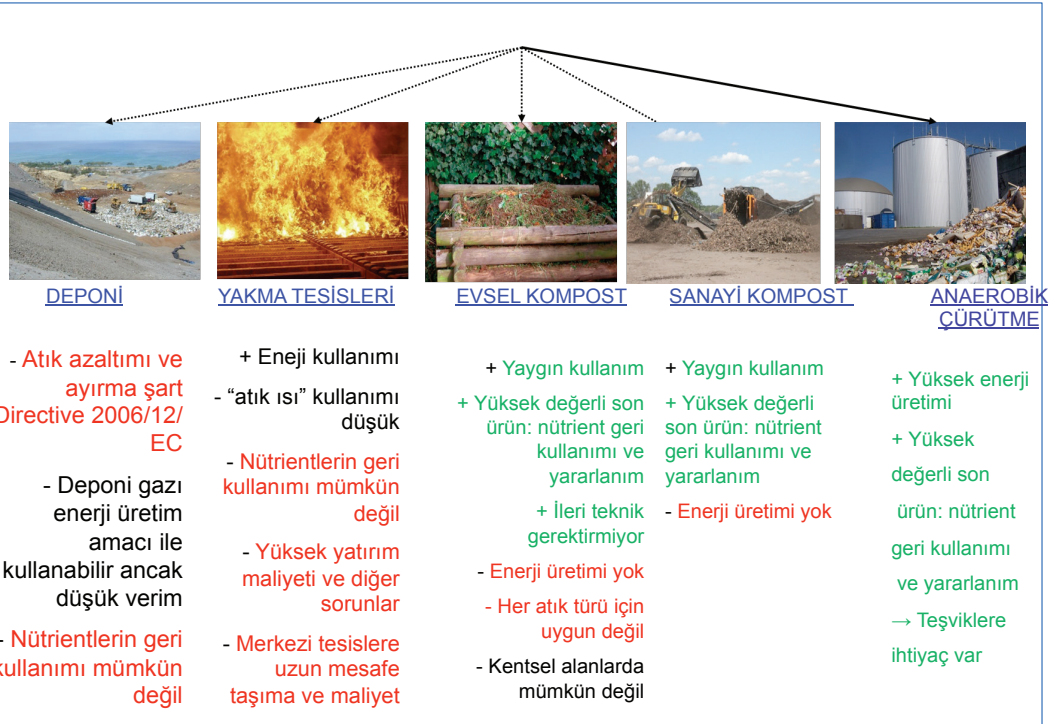 DEPONİ
- Atık azaltımı ve
ayırma şart
Directive 2006/12/
EC
- Deponi gazı
enerji üretim
amacı ile
kullanabilir ancak
düşük verim
- Nütrientlerin geri
kullanımı mümkün
değil
YAKMA TESİSLERİ
+ Eneji kullanımı
- “atık ısı” kullanımı
düşük
- Nütrientlerin geri
kullanımı mümkün
değil
- Yüksek yatırım
maliyeti ve diğer
sorunlar
- Merkezi tesislere
uzun mesafe
taşıma ve maliyet
EVSEL KOMPOST
+ Yaygın kullanım
+ Yüksek değerli son
ürün: nütrient geri
kullanımı ve
yararlanım
+ İleri teknik
gerektirmiyor
- Enerji üretimi yok
- Her atık türü için
uygun değil
- Kentsel alanlarda
mümkün değil
SANAYİ KOMPOST
+ Yaygın kullanım
+ Yüksek değerli
son ürün: nütrient
geri kullanımı ve
yararlanım
- Enerji üretimi yok
ANAEROBİK
ÇÜRÜTME
+ Yüksek enerji
üretimi
+ Yüksek
değerli son
ürün: nütrient
geri kullanımı
ve yararlanım
→ Teşviklere
ihtiyaç var